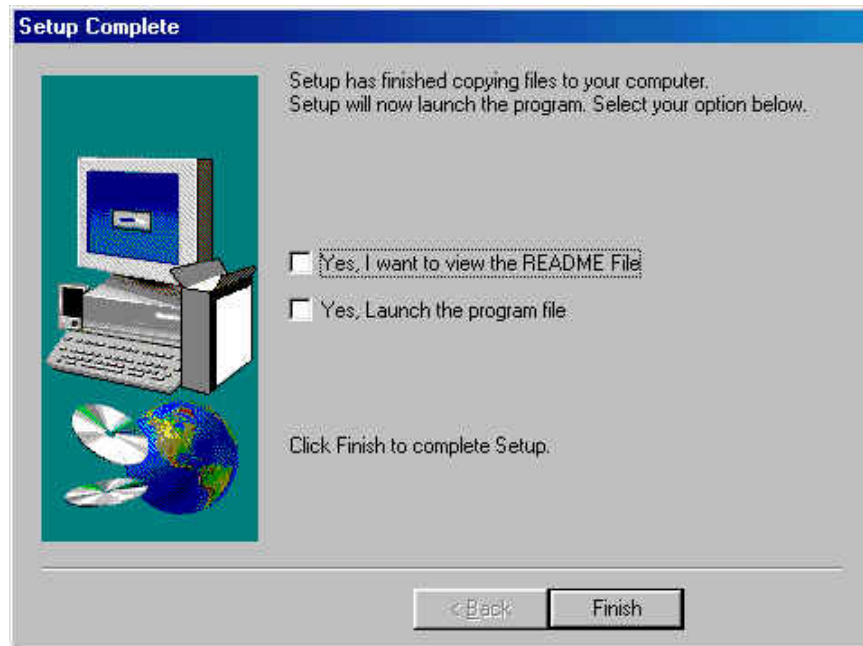 Setup Complete
Setup has finished copying files to your computer.
Setup will now launch the program. Select your option below.
Yes, I want to view the README File
Yes, Launch the program file
Click Finish to complete Setup.
< Back
Finish